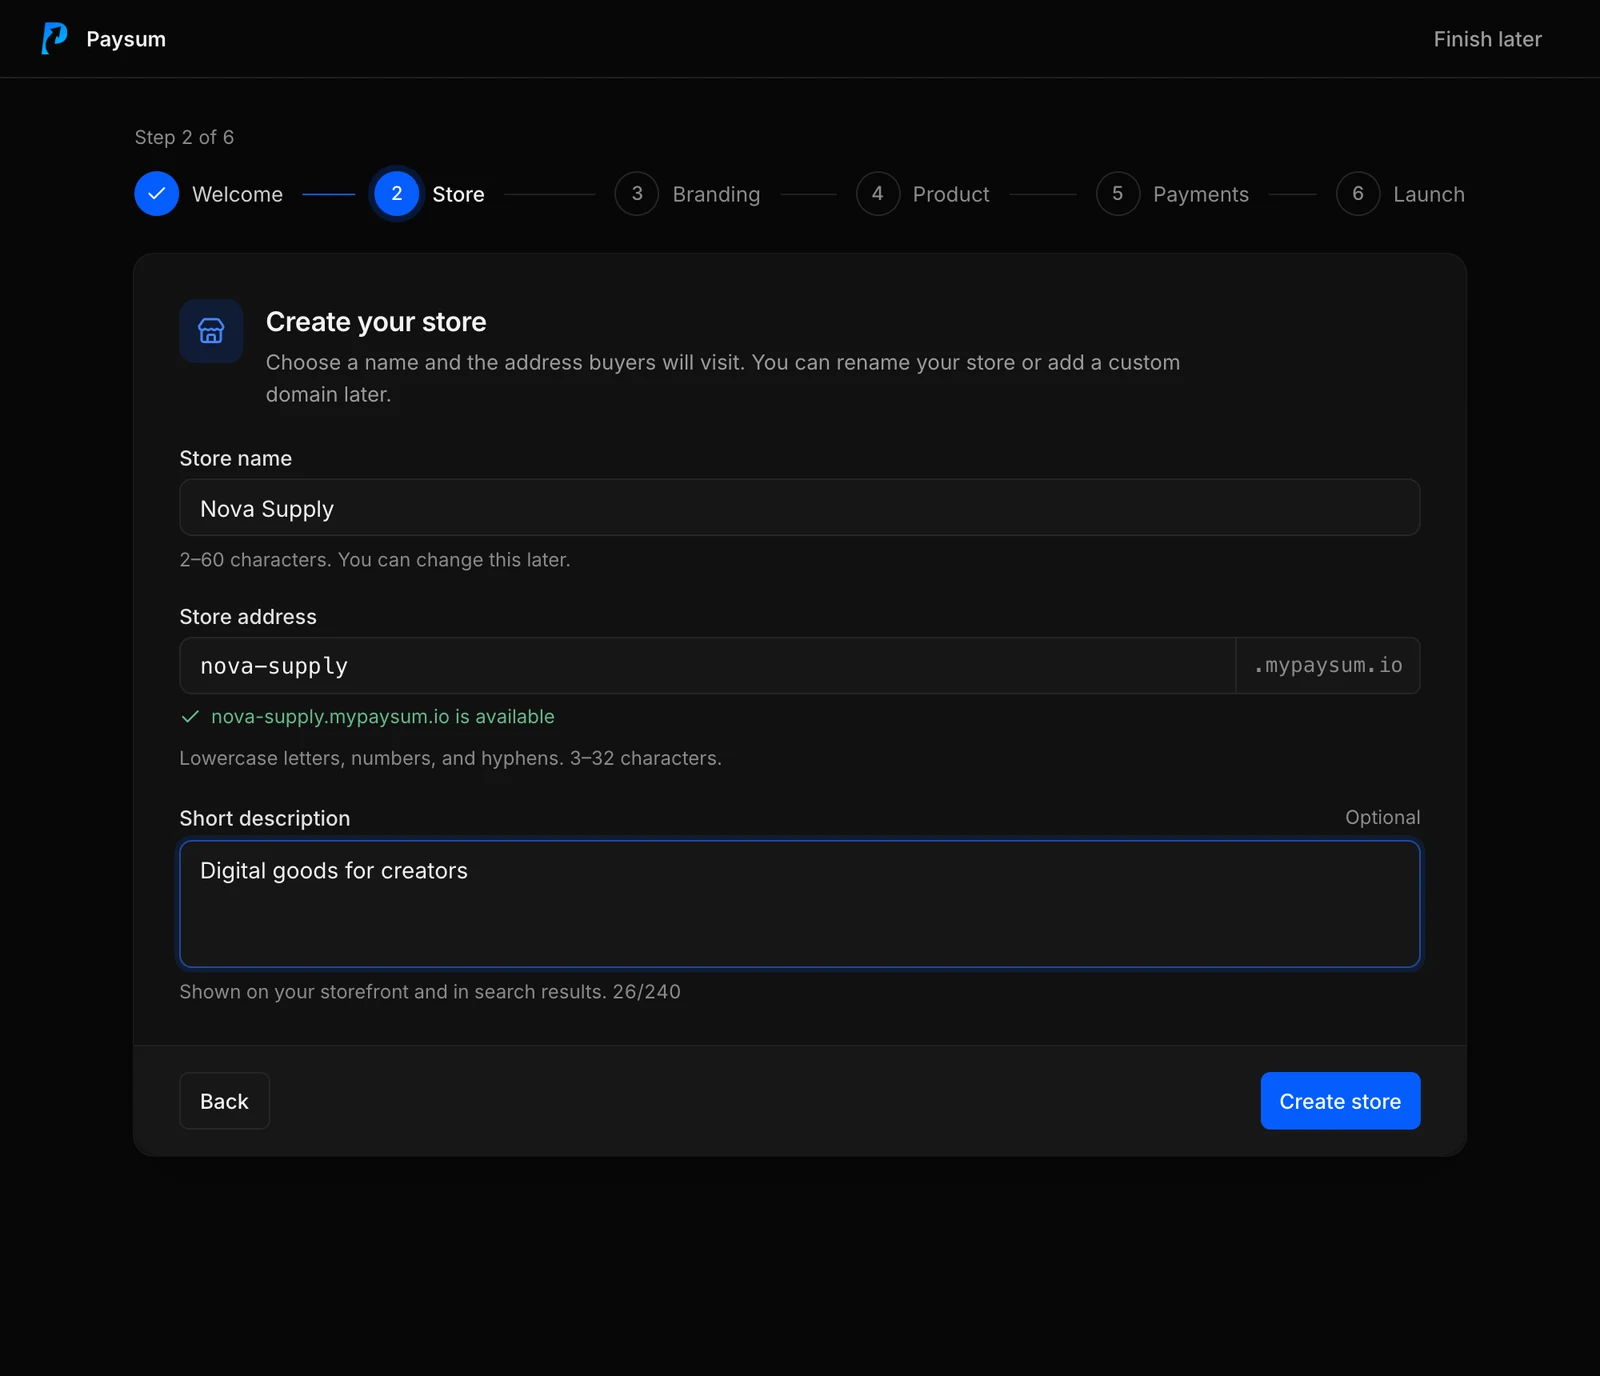 Paysum
Finish later
Step 2 of 6
Welcome
2 Store
3 Branding
4 Product
5 Payments
6 Launch
Create your store
Choose a name and the address buyers will visit. You can rename your store or add a custom
domain later.
Store name
Nova Supply
2–60 characters. You can change this later.
Store address
nova-supply
.mypaysum.io
nova-supply.mypaysum.io is available
Lowercase letters, numbers, and hyphens. 3–32 characters.
Short description
Optional
Digital goods for creators
Shown on your storefront and in search results. 26/240
Back
Create store